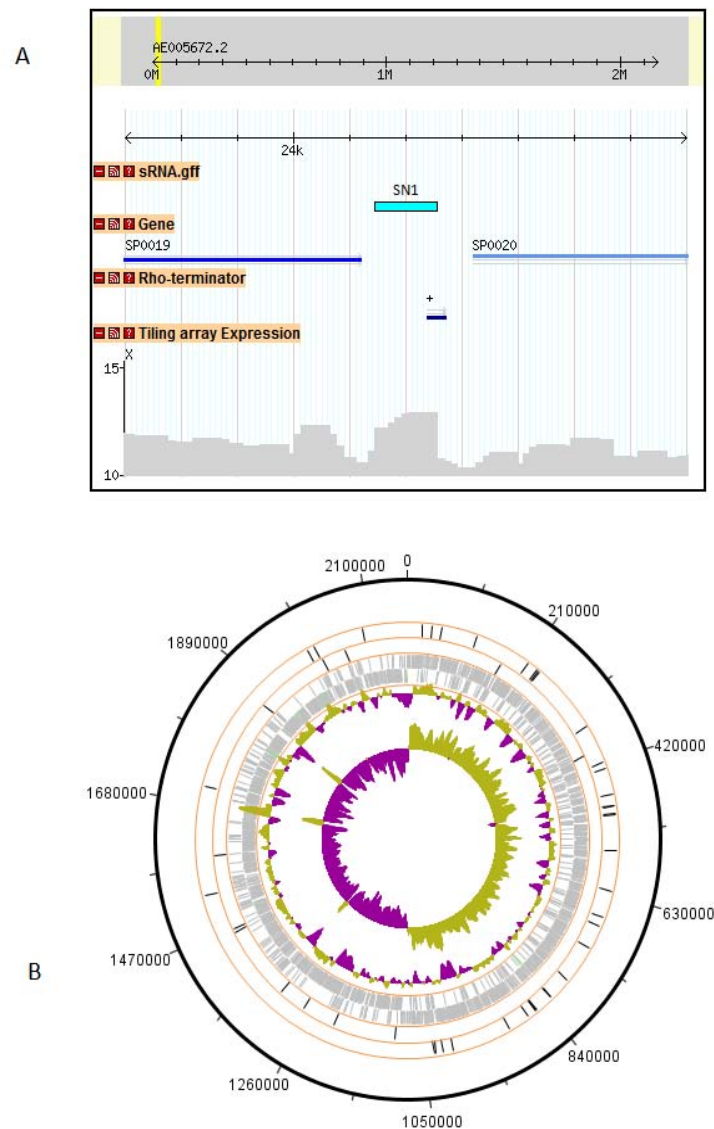 A
AE005672.2
0M 1M 2M
24k
? sRNA.gff
SN1
? Gene
SP0019 SP0020
? Rho-terminator
+
? Tiling array Expression
X
15
10
B
2100000 0
210000
1890000
420000
1680000
630000
1470000
840000
1260000
1050000